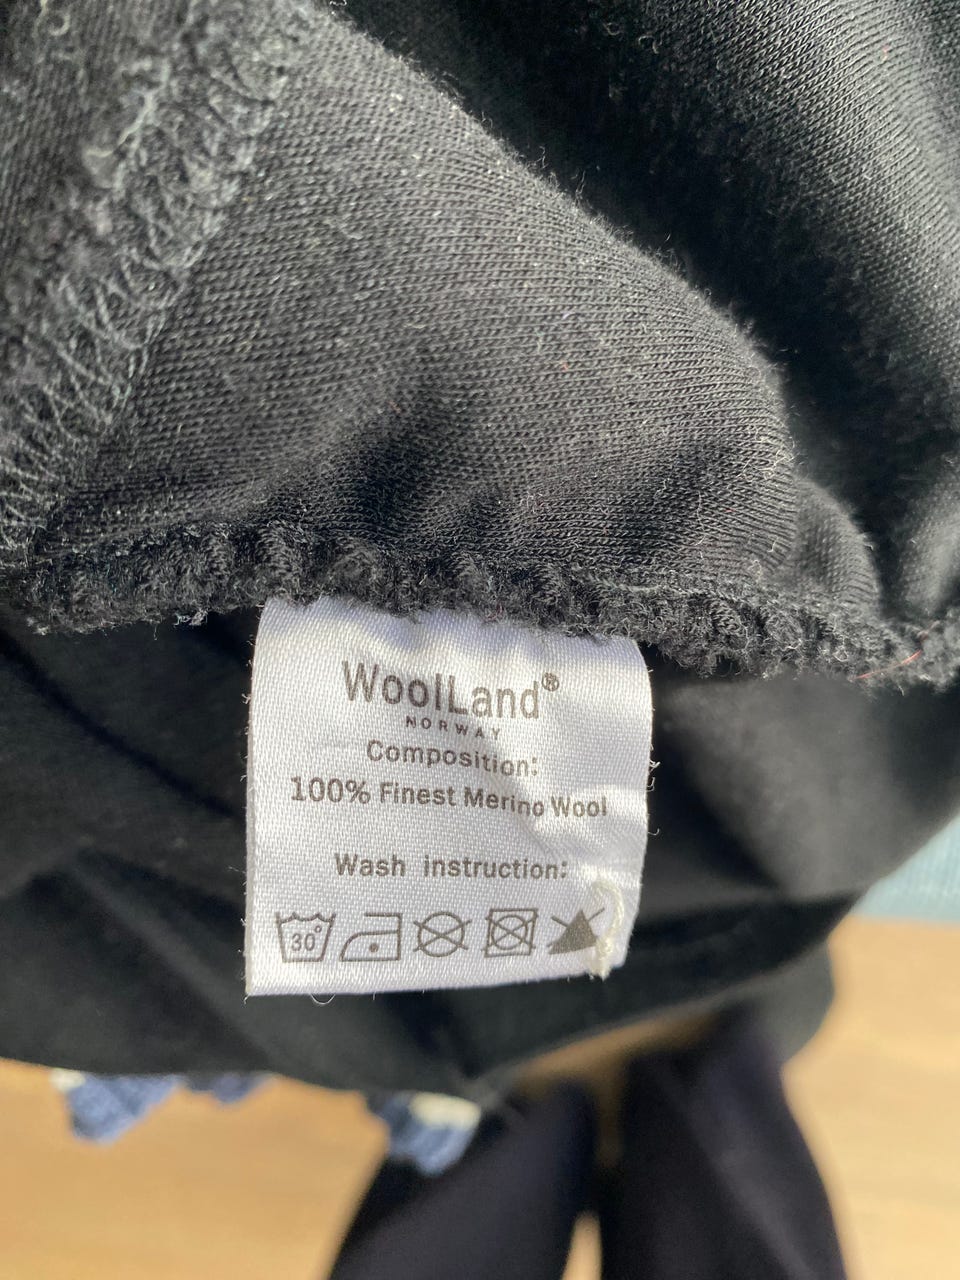 WoolLand®
NORWAY
Composition:
100% Finest Merino Wool
Wash instruction:
30°